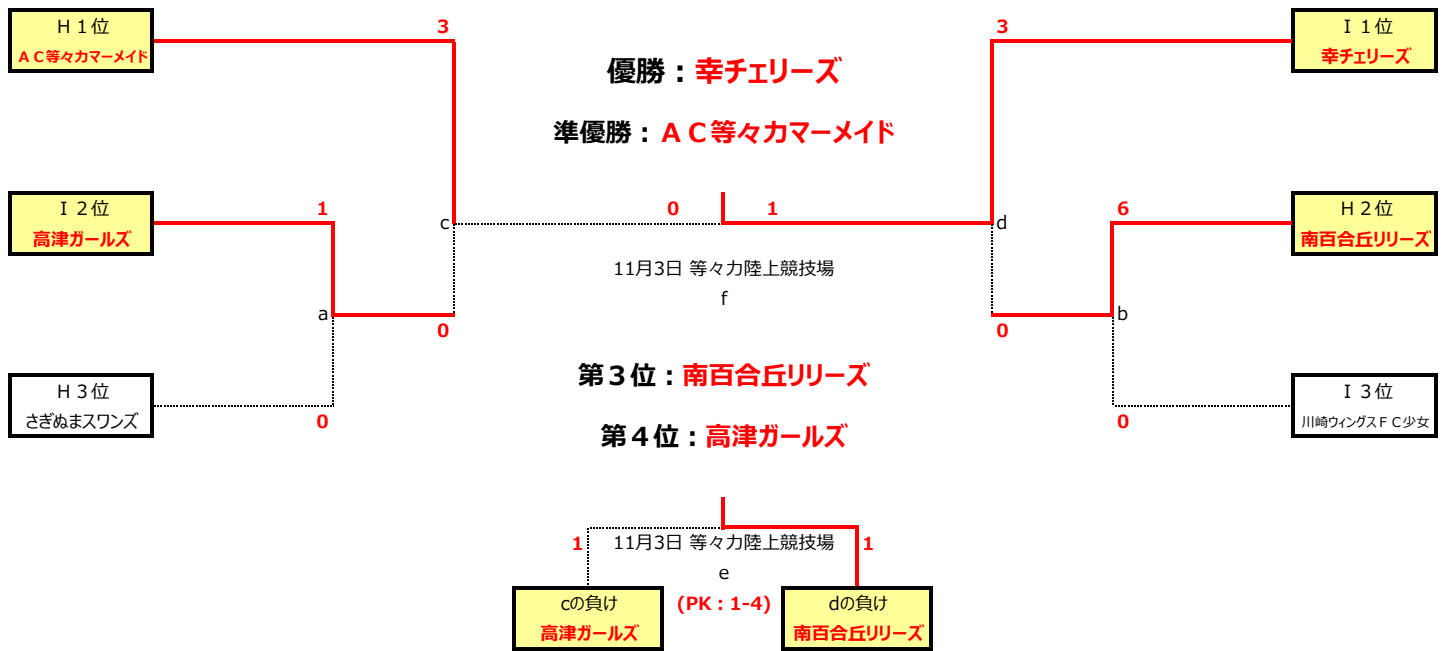 H１位
ＡＣ等々力マーメイド
3
3
I １位
幸チェリーズ
優勝：幸チェリーズ
準優勝：ＡＣ等々力マーメイド
I ２位
高津ガールズ
1
c
0
1
d
6
H２位
南百合丘リリーズ
11月3日 等々力陸上競技場
f
a
0
0
b
H３位
さぎぬまスワンズ
0
第３位：南百合丘リリーズ
第４位：高津ガールズ
0
I ３位
川崎ウィングスＦＣ少女
1
11月3日 等々力陸上競技場
1
e
cの負け
高津ガールズ
(PK：1-4)
dの負け
南百合丘リリーズ